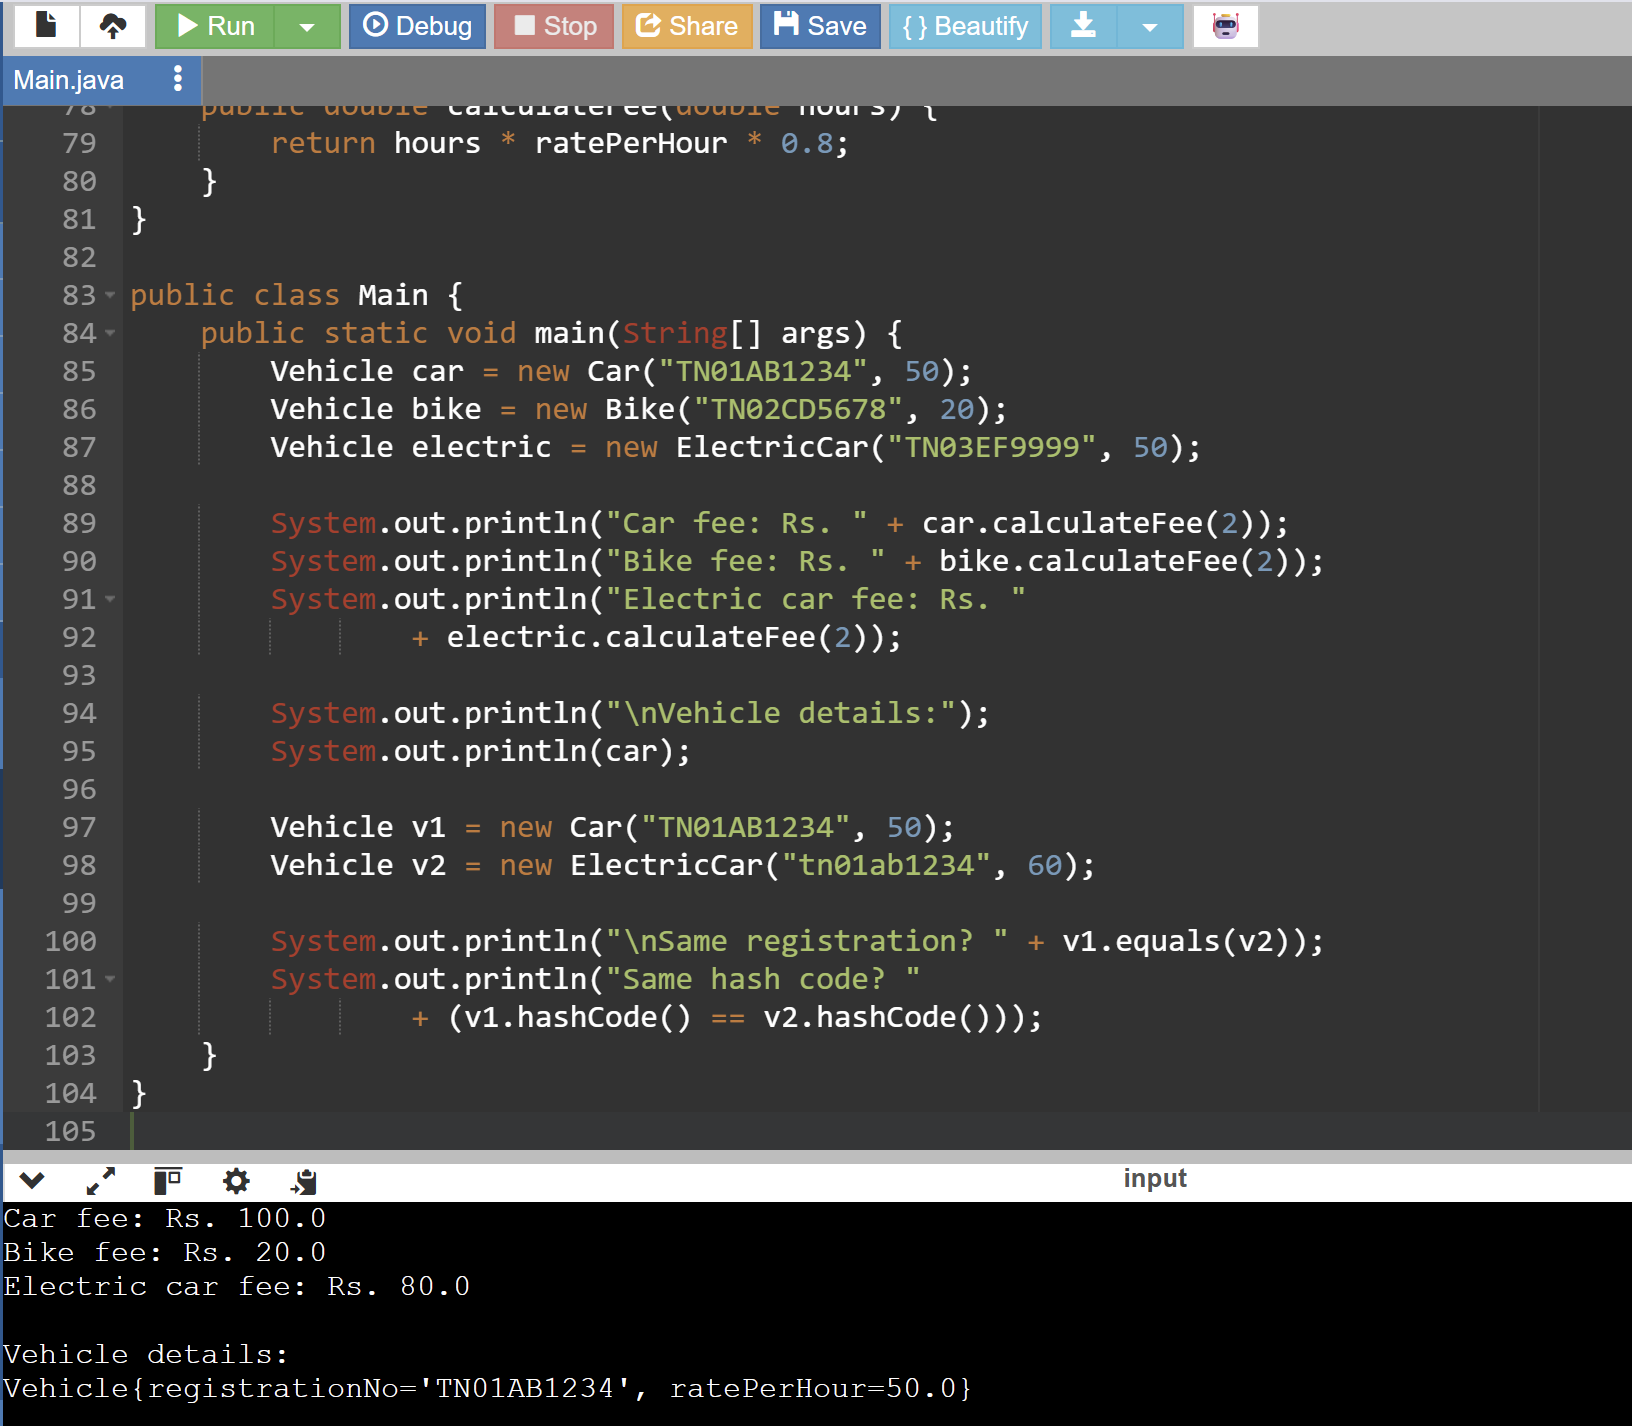 Run
Debug
Stop
Share
Save
{ } Beautify
Main.java
78 public double calculateFee(double hours) {
79 return hours * ratePerHour * 0.8;
80 }
81 }
82
83 public class Main {
84 public static void main(String[] args) {
85 Vehicle car = new Car("TN01AB1234", 50);
86 Vehicle bike = new Bike("TN02CD5678", 20);
87 Vehicle electric = new ElectricCar("TN03EF9999", 50);
88
89 System.out.println("Car fee: Rs. " + car.calculateFee(2));
90 System.out.println("Bike fee: Rs. " + bike.calculateFee(2));
91 System.out.println("Electric car fee: Rs. "
92 + electric.calculateFee(2));
93
94 System.out.println("\nVehicle details:");
95 System.out.println(car);
96
97 Vehicle v1 = new Car("TN01AB1234", 50);
98 Vehicle v2 = new ElectricCar("tn01ab1234", 60);
99
100 System.out.println("\nSame registration? " + v1.equals(v2));
101 System.out.println("Same hash code? "
102 + (v1.hashCode() == v2.hashCode()));
103 }
104 }
105
input
Car fee: Rs. 100.0
Bike fee: Rs. 20.0
Electric car fee: Rs. 80.0

Vehicle details:
Vehicle{registrationNo='TN01AB1234', ratePerHour=50.0}